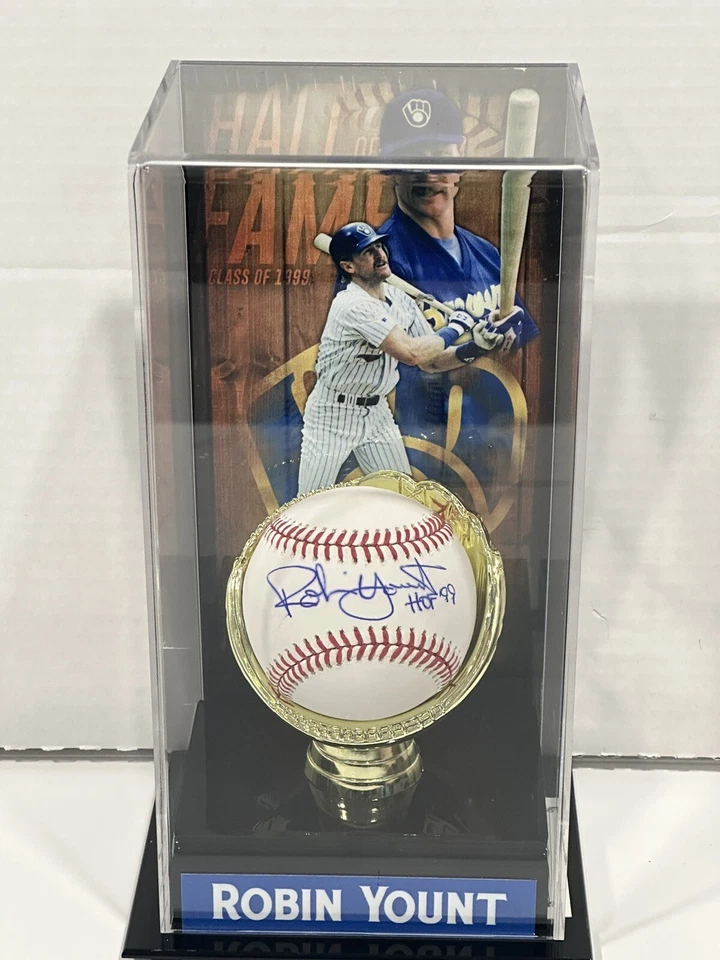 HALL
OF
FAME
CLASS OF 1999
Robin Yount
HOF 99
ROBIN YOUNT